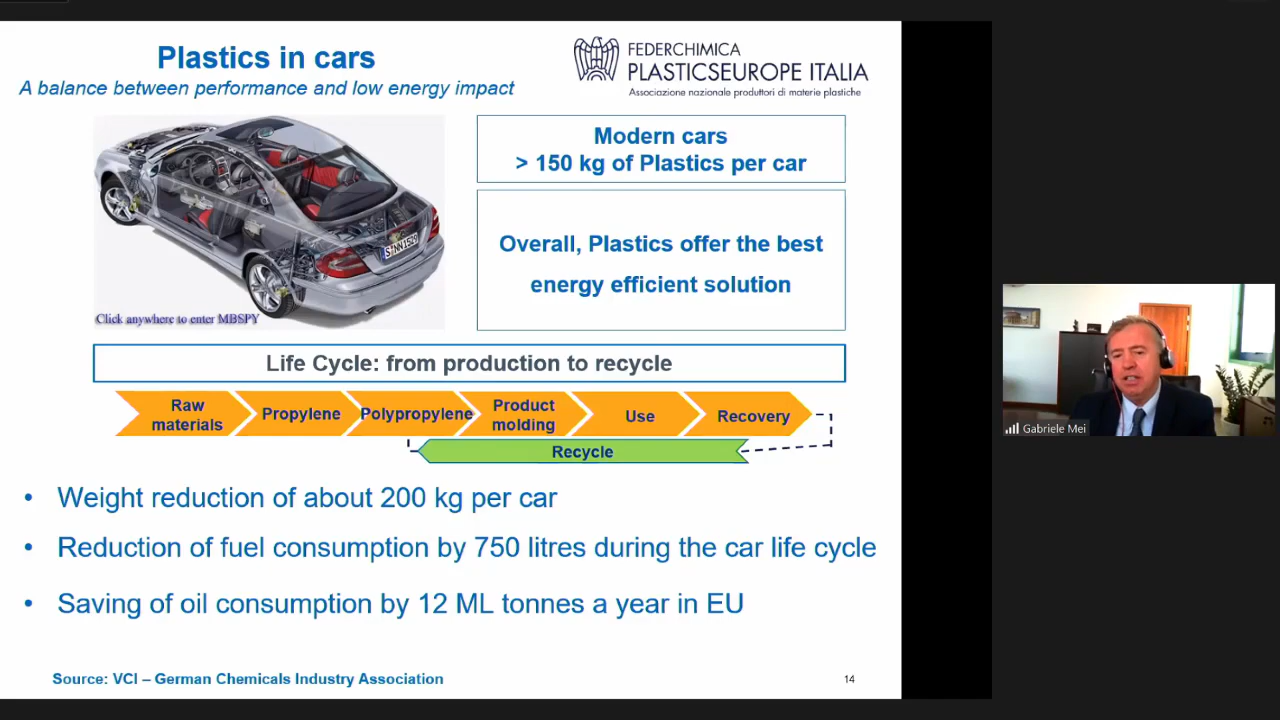 Plastics in cars
A balance between performance and low energy impact
FEDERCHIMICA
PLASTICSEUROPE ITALIA
Associazione nazionale produttori di materie plastiche
Modern cars
> 150 kg of Plastics per car
Overall, Plastics offer the best
energy efficient solution
S·NN1529
Click anywhere to enter MBSPY
Life Cycle: from production to recycle
Raw
materials
Propylene
Polypropylene
Product
molding
Use
Recovery
Recycle
• Weight reduction of about 200 kg per car
• Reduction of fuel consumption by 750 litres during the car life cycle
• Saving of oil consumption by 12 ML tonnes a year in EU
Source: VCI – German Chemicals Industry Association
14
Gabriele Mei